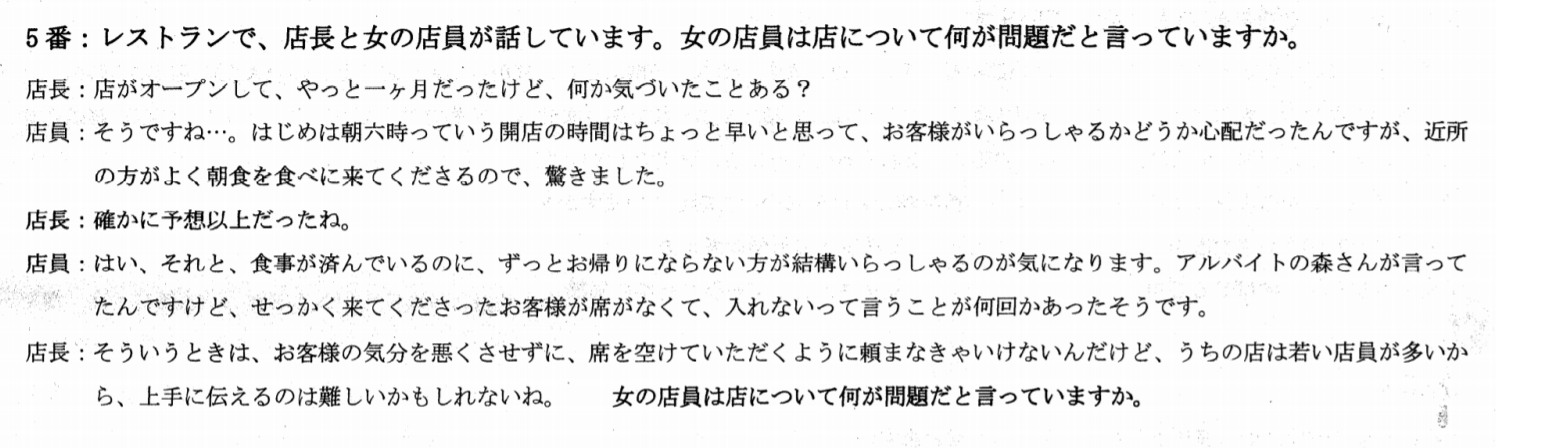 5番：レストランで、店長と女の店員が話しています。女の店員は店について何が問題だと言っていますか。
店長：店がオープンして、やっと一ヶ月だったけど、何か気づいたことある？
店員：そうですね…。はじめは朝六時っていう開店の時間はちょっと早いと思って、お客様がいらっしゃるかどうか心配だったんですが、近所
の方がよく朝食を食べに来てくださるので、驚きました。
店長：確かに予想以上だったね。
店員：はい、それと、食事が済んでいるのに、ずっとお帰りにならない方が結構いらっしゃるのが気になります。アルバイトの森さんが言って
たんですけど、せっかく来てくださったお客様が席がなくて、入れないって言うことが何回かあったそうです。
店長：そういうときは、お客様の気分を悪くさせずに、席を空けていただくように頼まなきゃいけないんだけど、うちの店は若い店員が多いか
ら、上手に伝えるのは難しいかもしれないね。　　女の店員は店について何が問題だと言っていますか。